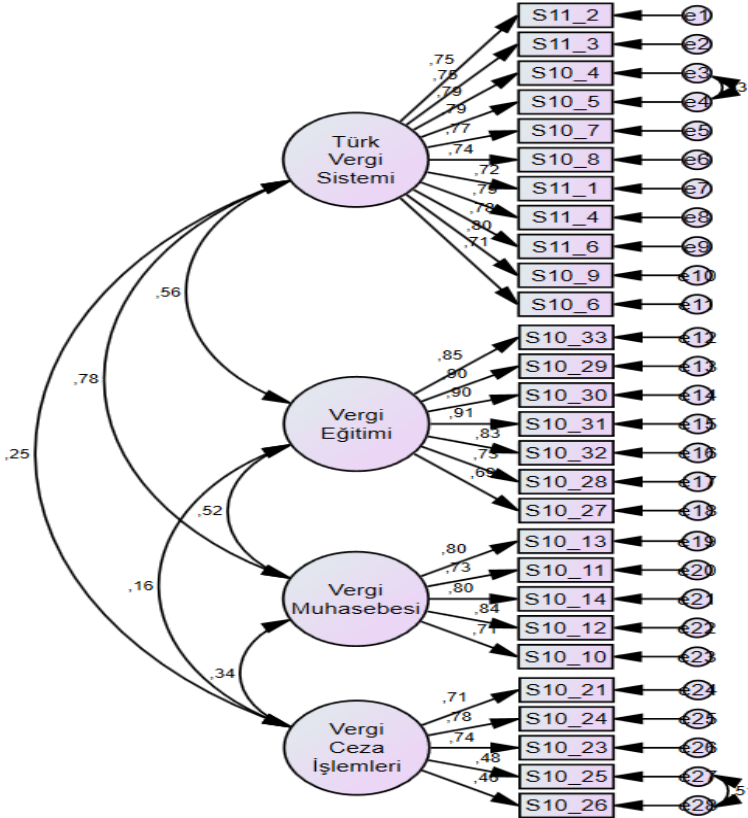 S11_2
e1
S11_3
e2
S10_4
e3
S10_5
e4
S10_7
e5
S10_8
e6
S11_1
e7
S11_4
e8
S11_6
e9
S10_9
e10
S10_6
e11
,75
,79
,79
,77
,74
,72
,79
,78
,80
,71
Türk
Vergi
Sistemi
,56
,78
,25
S10_33
e12
S10_29
e13
S10_30
e14
S10_31
e15
S10_32
e16
S10_28
e17
S10_27
e18
,85
,90
,90
,91
,83
Vergi
Eğitimi
,52
,16
S10_13
e19
S10_11
e20
S10_14
e21
S10_12
e22
S10_10
e23
,80
,73
,80
,84
,71
Vergi
Muhasebesi
,34
S10_21
e24
S10_24
e25
S10_23
e26
S10_25
e27
S10_26
e28
,71
,78
,74
,48
Vergi
Ceza
İşlemleri